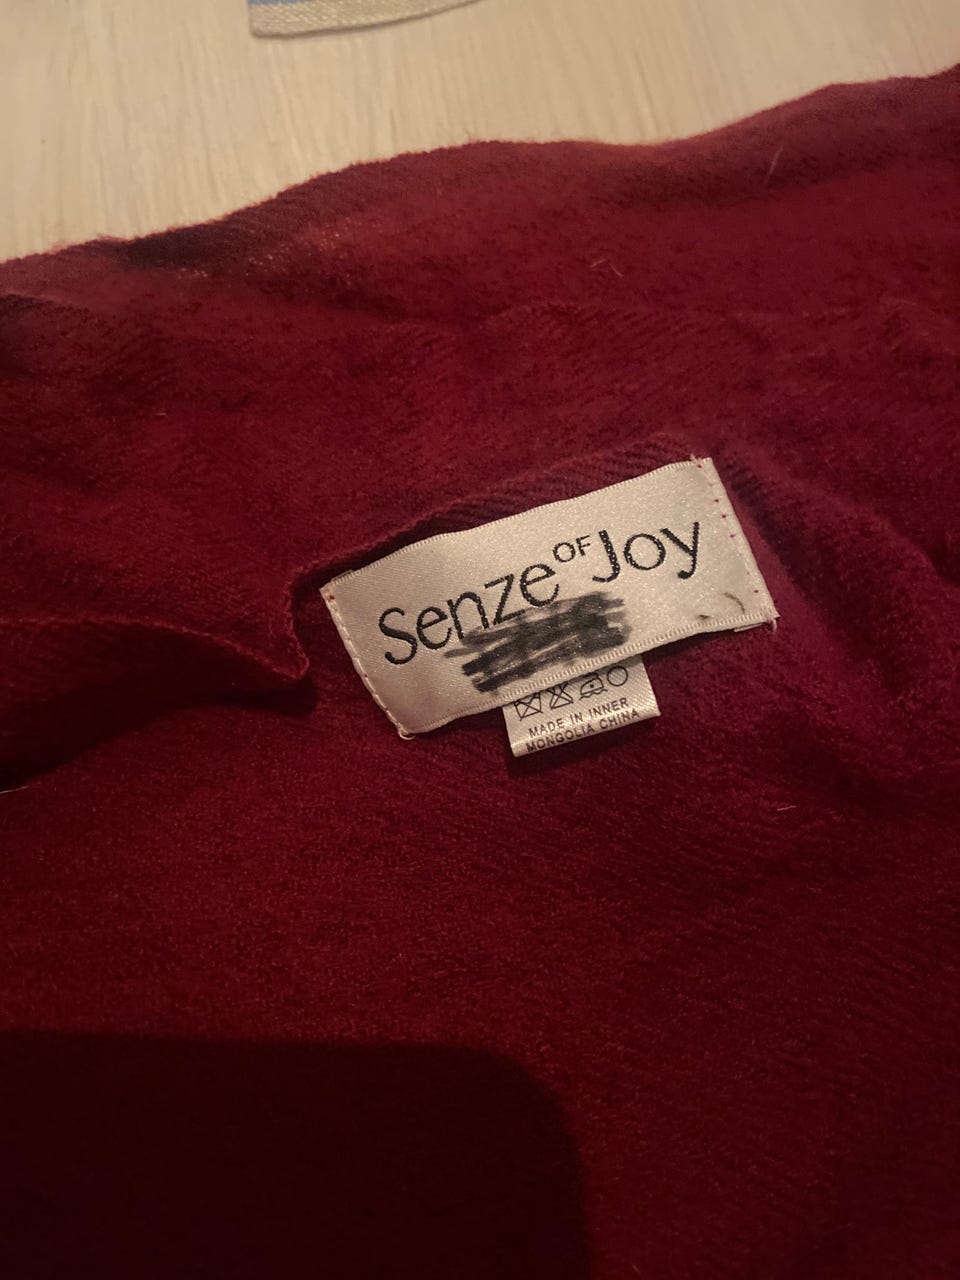 Senze OF Joy
MADE IN INNER
MONGOLIA CHINA